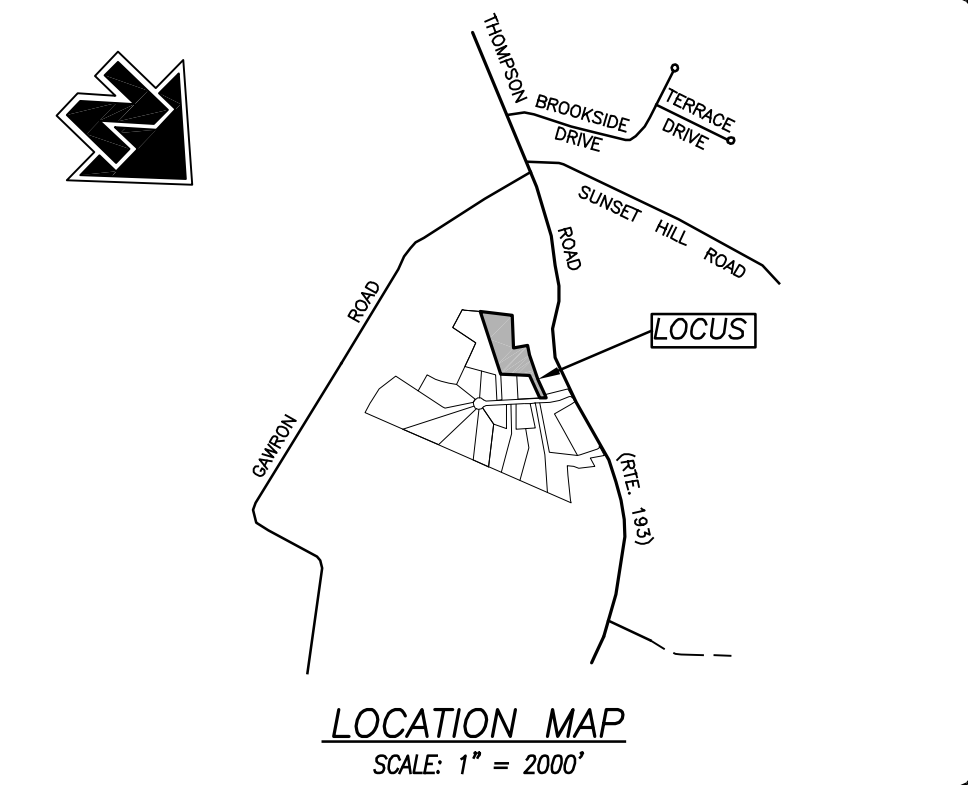 THOMPSON
BROOKSIDE
DRIVE
TERRACE
DRIVE
SUNSET HILL ROAD
ROAD
ROAD
LOCUS
GAWRON
(RTE. 193)
LOCATION MAP
SCALE: 1" = 2000'